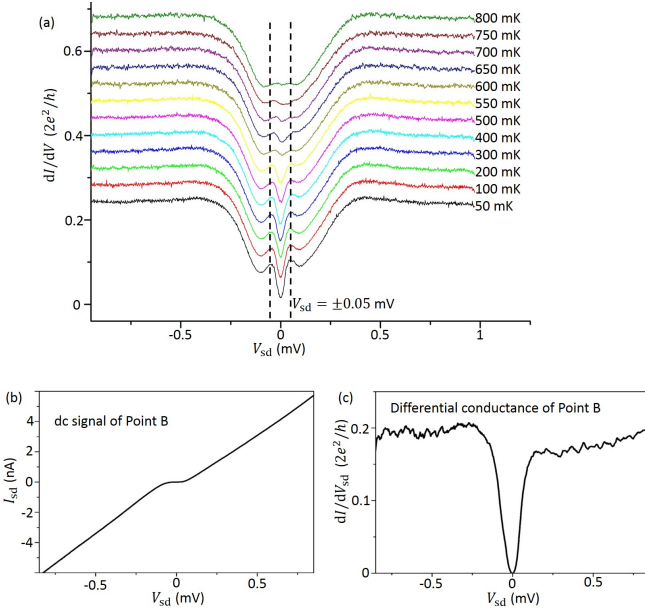 (a)
800 mK
750 mK
700 mK
650 mK
600 mK
550 mK
500 mK
400 mK
300 mK
200 mK
100 mK
50 mK
dI/dV (2e²/h)
0.6
0.4
0.2
0
V_sd = ±0.05 mV
-0.5
0
0.5
1
V_sd (mV)
(b)
dc signal of Point B
I_sd (nA)
4
2
0
-2
-4
-0.5
0
0.5
V_sd (mV)
(c)
Differential conductance of Point B
dI/dV_sd (2e²/h)
0.2
0.1
0
-0.5
0
0.5
V_sd (mV)